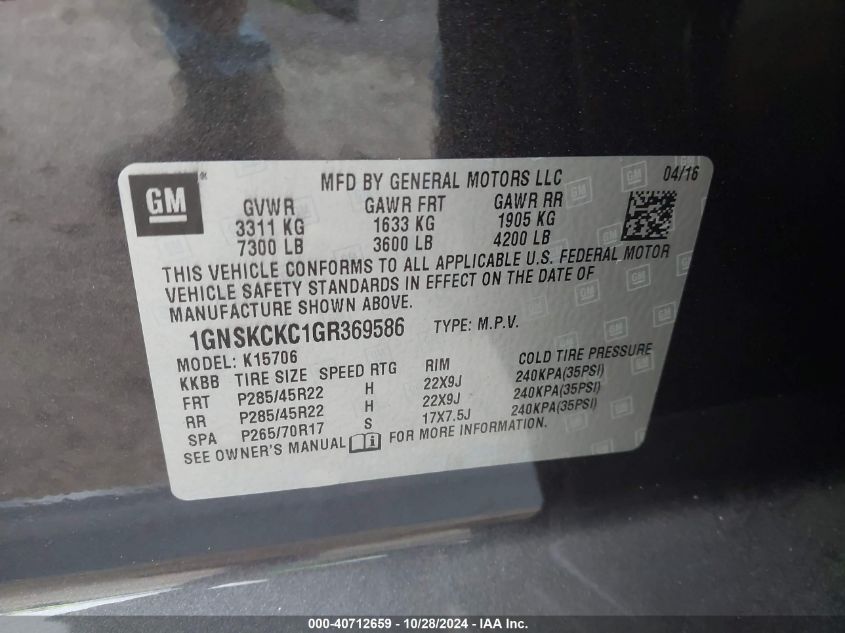 GM
MFD BY GENERAL MOTORS LLC
04/16
GVWR GAWR FRT GAWR RR
3311 KG 1633 KG 1905 KG
7300 LB 3600 LB 4200 LB
THIS VEHICLE CONFORMS TO ALL APPLICABLE U.S. FEDERAL MOTOR
VEHICLE SAFETY STANDARDS IN EFFECT ON THE DATE OF
MANUFACTURE SHOWN ABOVE.
1GNSKCKC1GR369586 TYPE: M.P.V.
MODEL: K15706
KKBB TIRE SIZE SPEED RTG RIM COLD TIRE PRESSURE
FRT P285/45R22 H 22X9J 240KPA(35PSI)
RR P285/45R22 H 22X9J 240KPA(35PSI)
SPA P265/70R17 S 17X7.5J 240KPA(35PSI)
SEE OWNER'S MANUAL FOR MORE INFORMATION.
000-40712659 - 10/28/2024 - IAA Inc.